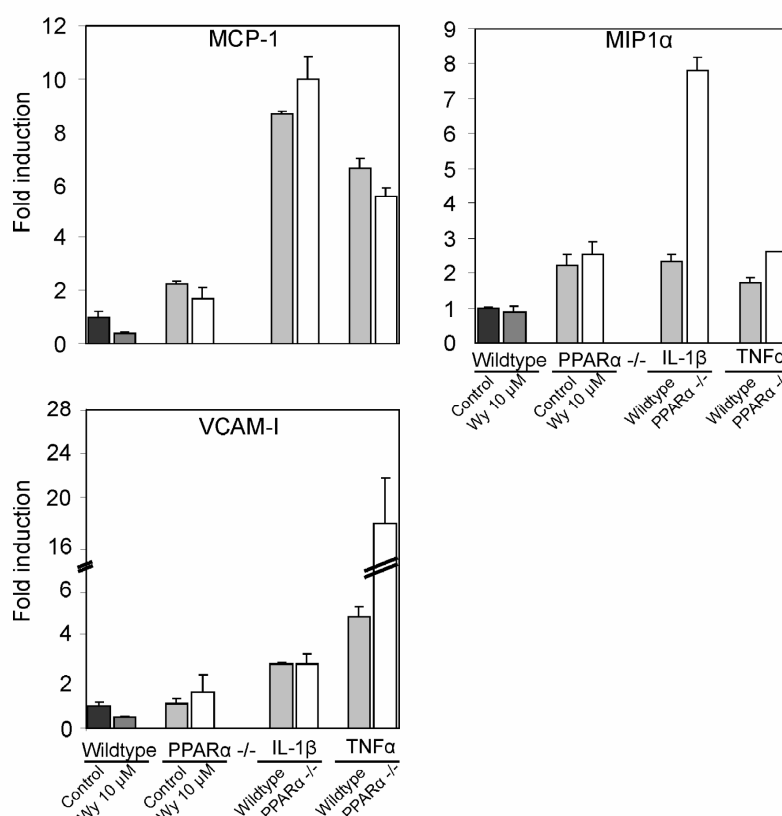 MCP-1
Fold induction
12
10
8
6
4
2
0
MIP1α
9
8
7
6
5
4
3
2
1
0
Wildtype PPARα -/- IL-1β TNFα
Control Wy 10 µM Control Wy 10 µM Wildtype PPARα -/- Wildtype PPARα -/-
VCAM-I
Fold induction
28
24
20
16
6
4
2
0
Wildtype PPARα -/- IL-1β TNFα
Control Wy 10 µM Control Wy 10 µM Wildtype PPARα -/- Wildtype PPARα -/-